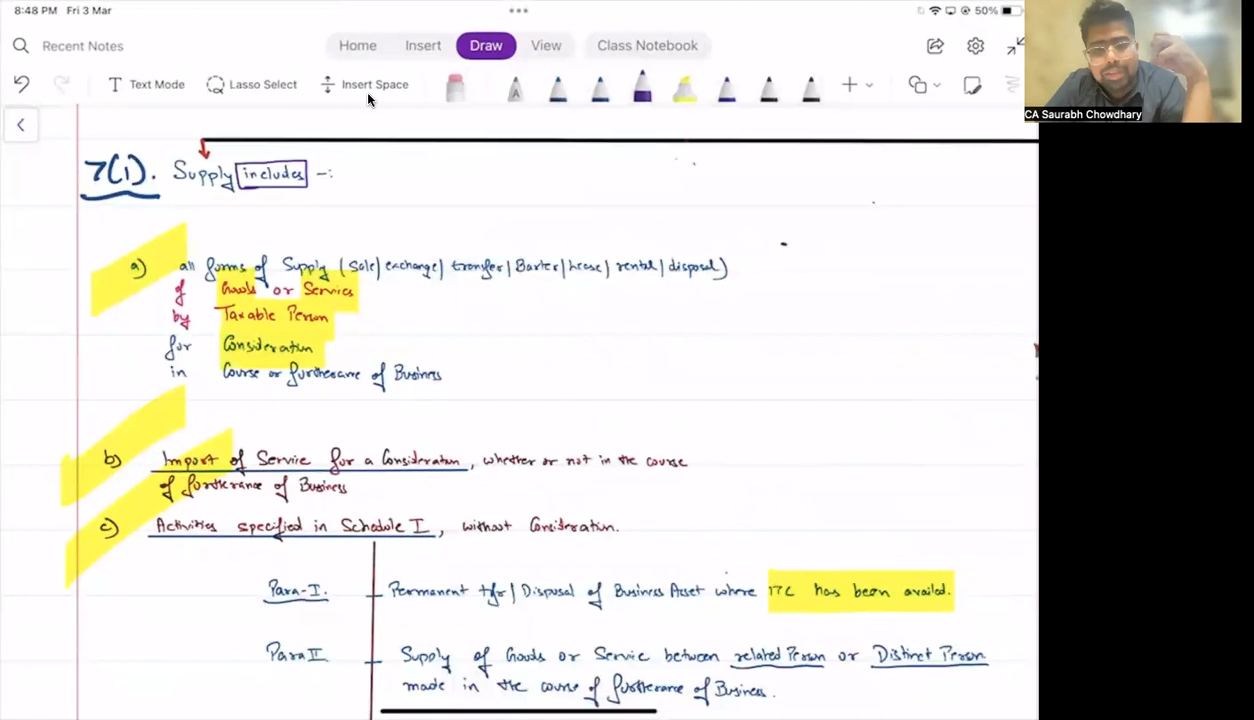 8:48 PM Fri 3 Mar
50%
Recent Notes
Home
Insert
Draw
View
Class Notebook
Text Mode
Lasso Select
Insert Space
CA Saurabh Chowdhary
7(1). Supply includes -:
a) all forms of Supply (Sale| exchange| transfer| Barter| Lease| rental| disposal)
of Goods or Services
by Taxable Person
for Consideration
in Course or furtherance of Business
b) Import of Service for a Consideration, whether or not in the course
of furtherance of Business
c) Activities specified in Schedule I, without Consideration.
Para-I. Permanent tfr| Disposal of Business Asset where ITC has been availed.
Para II Supply of Goods or Service between related Person or Distinct Person
made in the course of furtherance of Business.